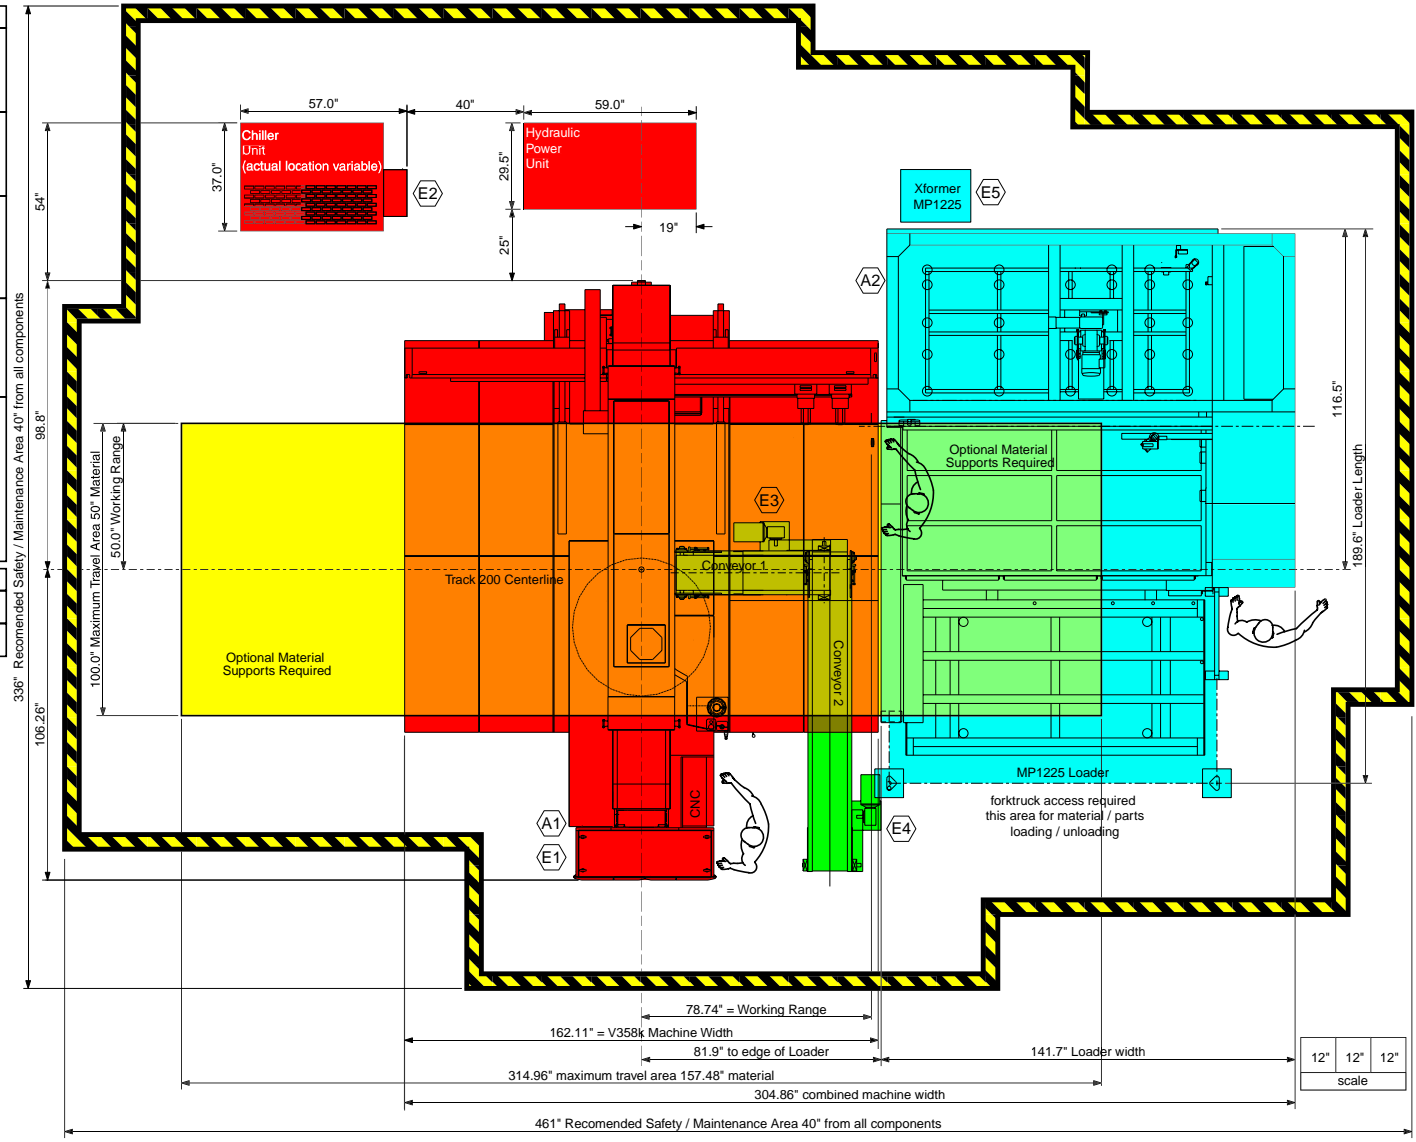 57.0"
40"
59.0"
Chiller
Unit
(actual location variable)
37.0"
E2
Hydraulic
Power
Unit
29.5"
25"
19"
Xformer
MP1225
E5
54"
A2
98.8"
336" Recomended Safety / Maintenance Area 40" from all components
100.0" Maximum Travel Area 50" Material
50.0" Working Range
116.5"
189.6" Loader Length
Optional Material
Supports Required
E3
Conveyor 1
Track 200 Centerline
Conveyor 2
Optional Material
Supports Required
106.26"
MP1225 Loader
forktruck access required
this area for material / parts
loading / unloading
CNC
A1
E1
E4
78.74" = Working Range
162.11" = V358k Machine Width
81.9" to edge of Loader
141.7" Loader width
12" 12" 12"
scale
314.96" maximum travel area 157.48" material
304.86" combined machine width
461" Recomended Safety / Maintenance Area 40" from all components